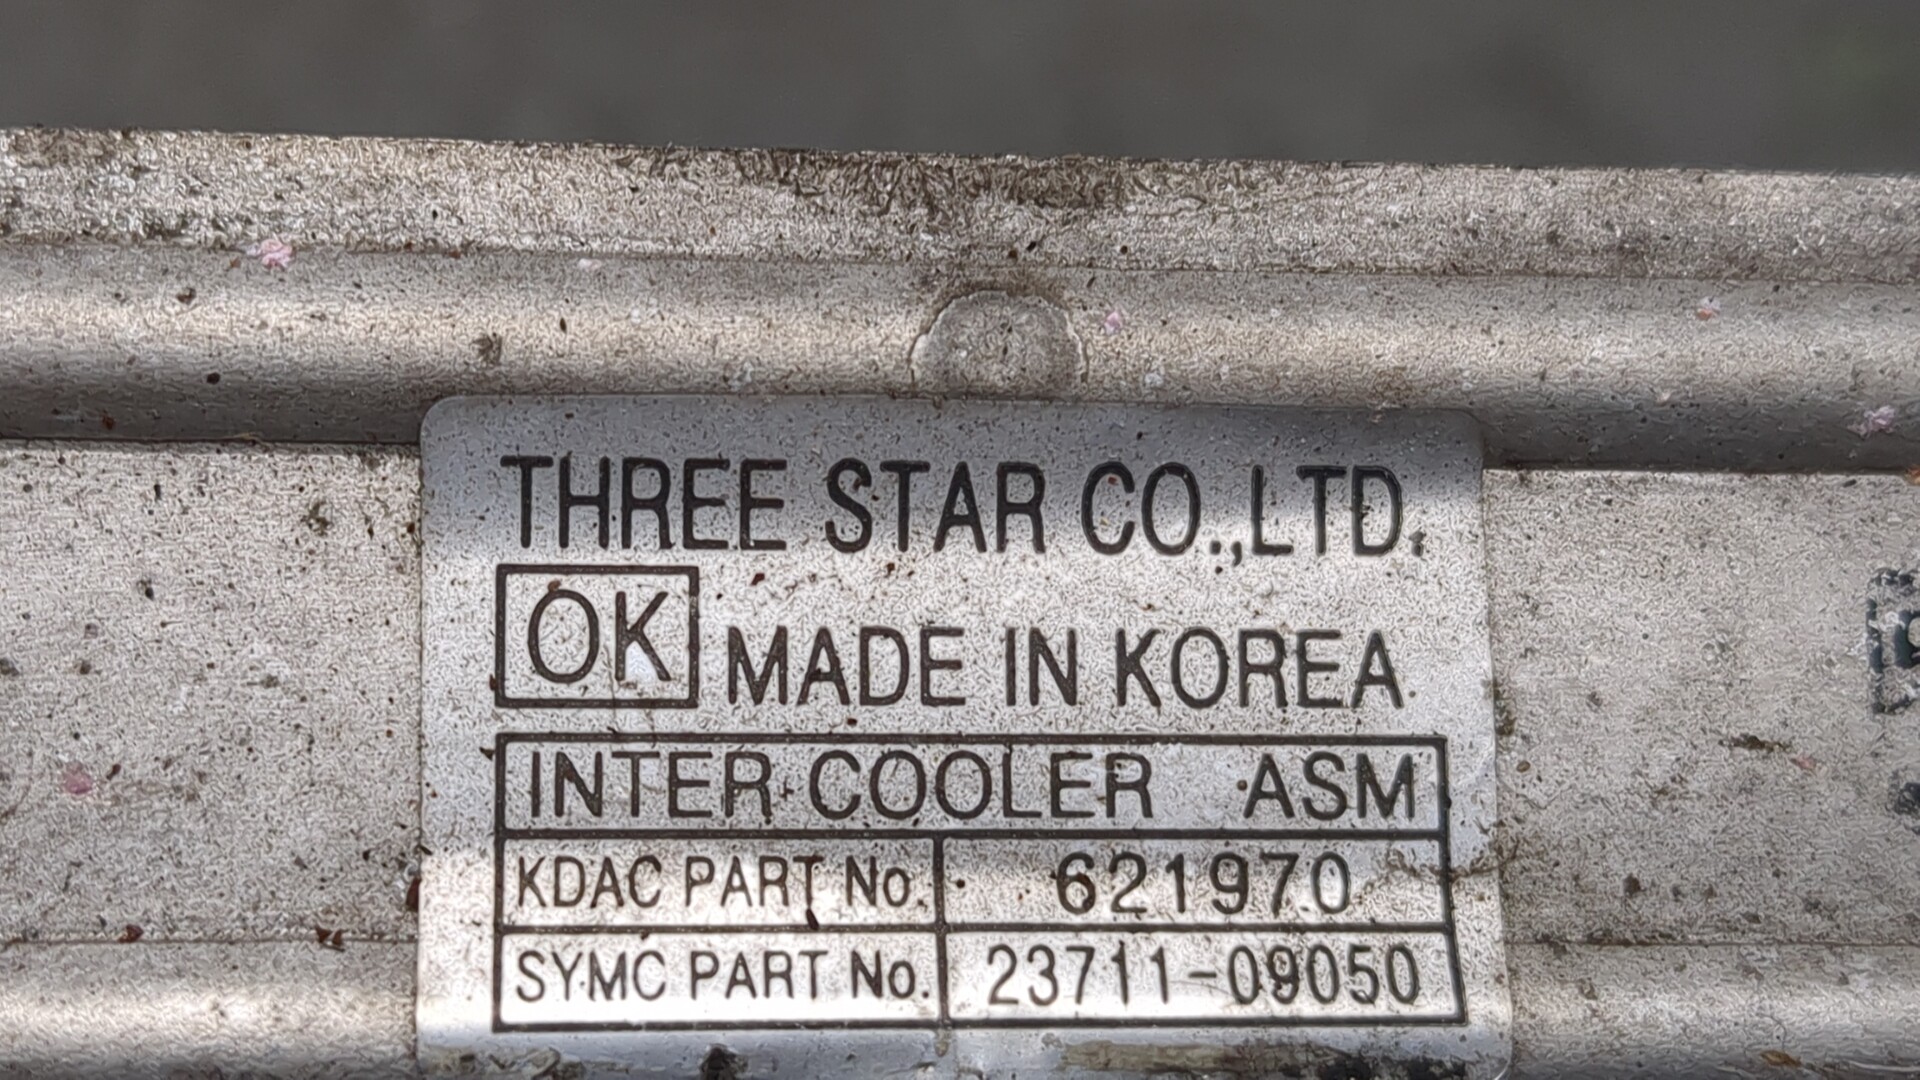 THREE STAR CO.,LTD.
OK MADE IN KOREA
INTER COOLER ASM
KDAC PART No. 621970
SYMC PART No. 23711-09050